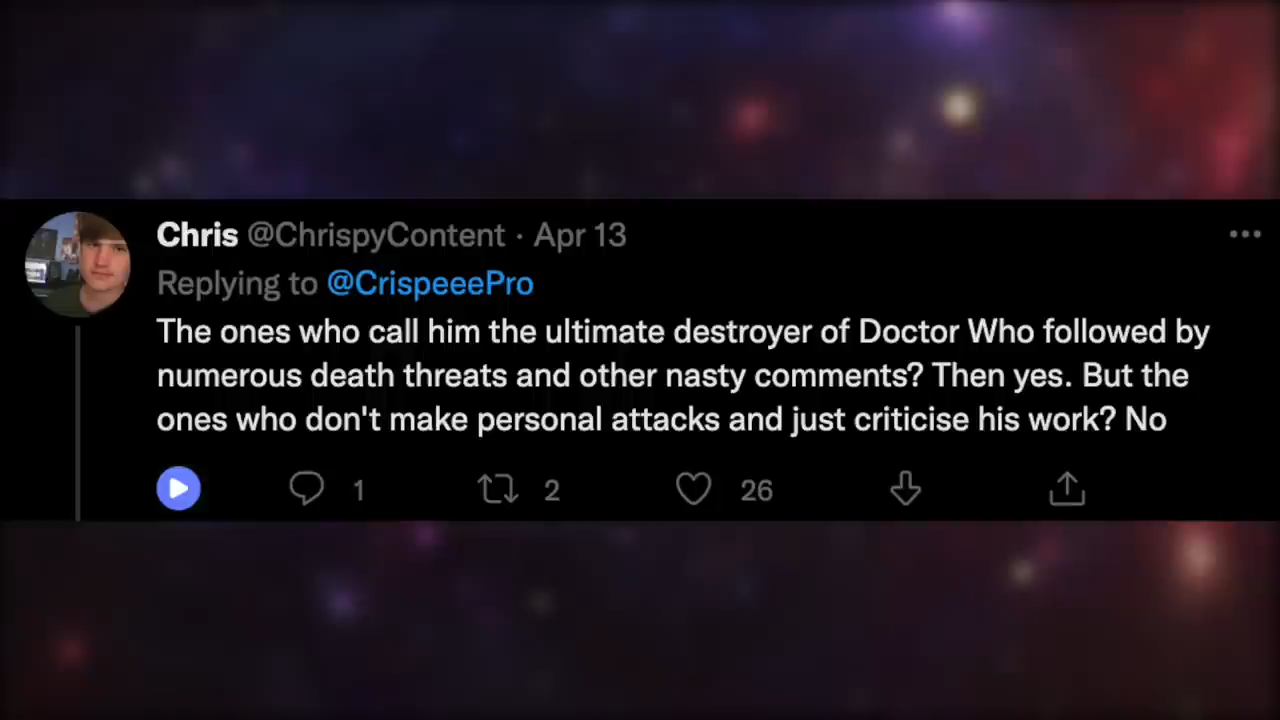 Chris @ChrispyContent · Apr 13
Replying to @CrispeeePro
The ones who call him the ultimate destroyer of Doctor Who followed by
numerous death threats and other nasty comments? Then yes. But the
ones who don't make personal attacks and just criticise his work? No
1 2 26